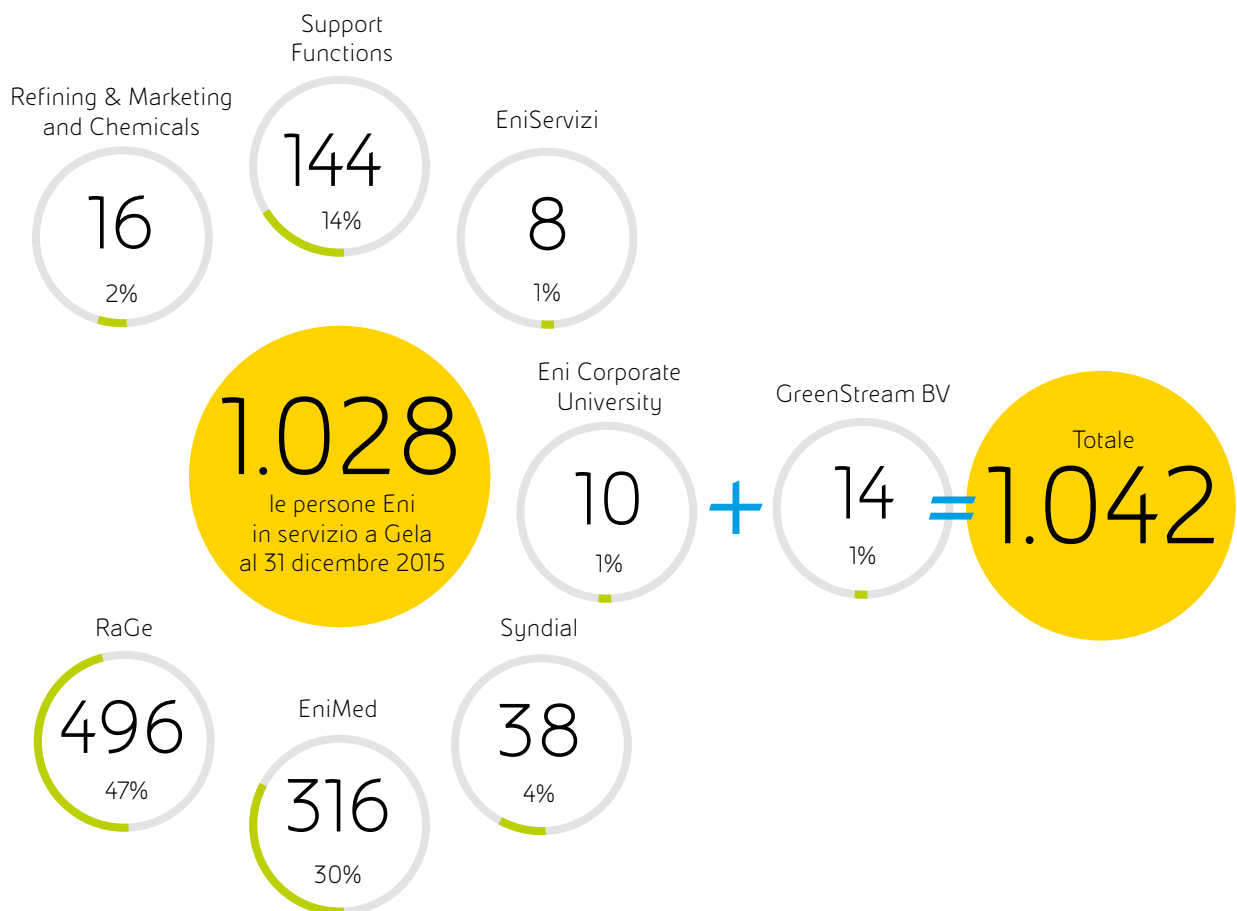 Support
Functions
144
14%
Refining & Marketing
and Chemicals
16
2%
EniServizi
8
1%
1.028
le persone Eni
in servizio a Gela
al 31 dicembre 2015
Eni Corporate
University
10
1%
+
GreenStream BV
14
1%
=
Totale
1.042
RaGe
496
47%
EniMed
316
30%
Syndial
38
4%